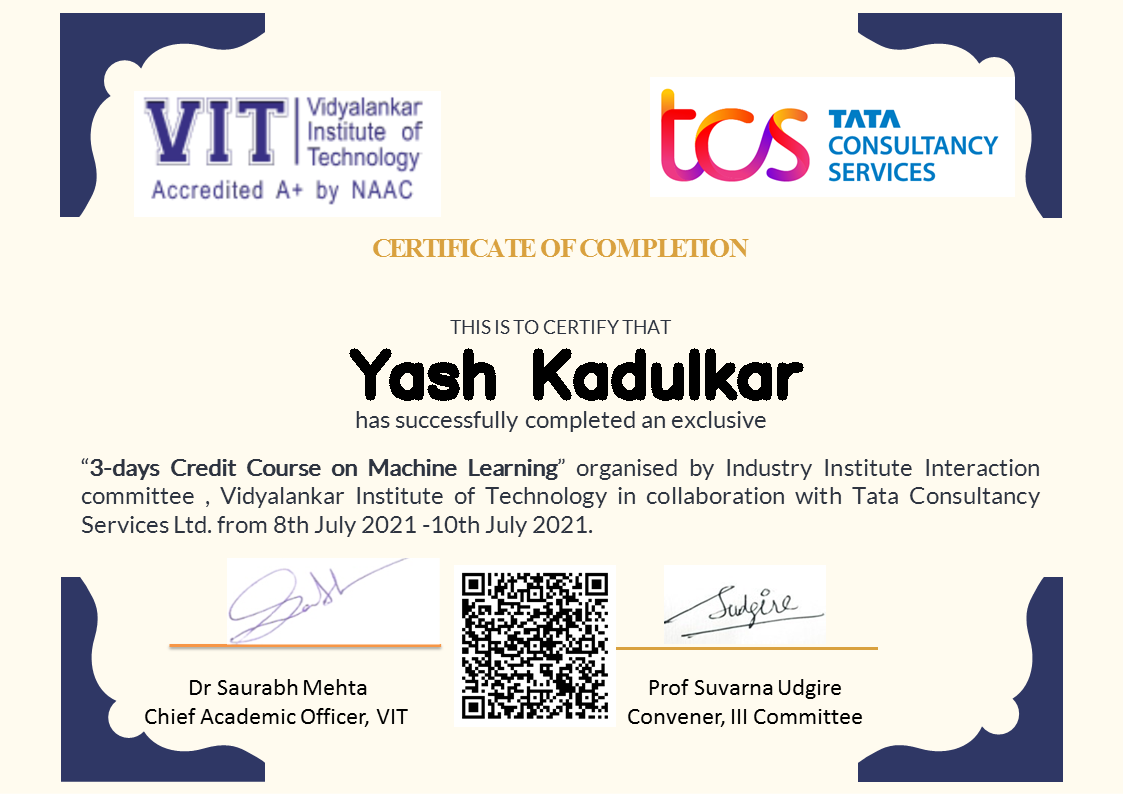 VIT
Vidyalankar
Institute of
Technology
Accredited A+ by NAAC
tcs
TATA
CONSULTANCY
SERVICES
CERTIFICATE OF COMPLETION
THIS IS TO CERTIFY THAT
Yash Kadulkar
has successfully completed an exclusive
“3-days Credit Course on Machine Learning” organised by Industry Institute Interaction
committee , Vidyalankar Institute of Technology in collaboration with Tata Consultancy
Services Ltd. from 8th July 2021 -10th July 2021.
Sudgire
Dr Saurabh Mehta
Chief Academic Officer, VIT
Prof Suvarna Udgire
Convener, III Committee